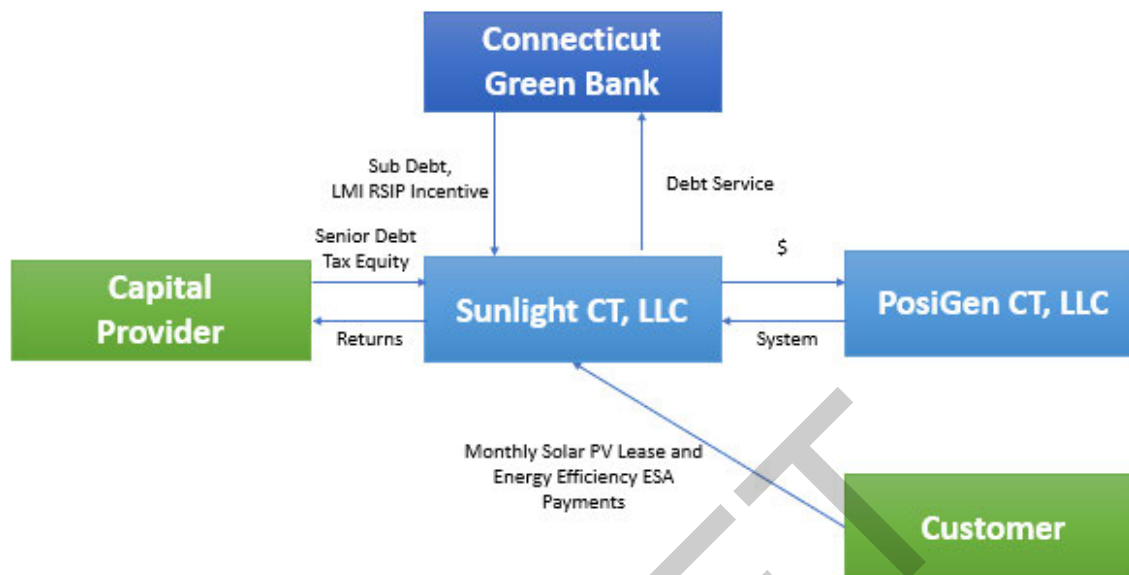 Connecticut
Green Bank
Sub Debt,
LMI RSIP Incentive
Debt Service
Senior Debt
Tax Equity
$
Capital
Provider
Sunlight CT, LLC
PosiGen CT, LLC
Returns
System
Monthly Solar PV Lease and
Energy Efficiency ESA
Payments
Customer